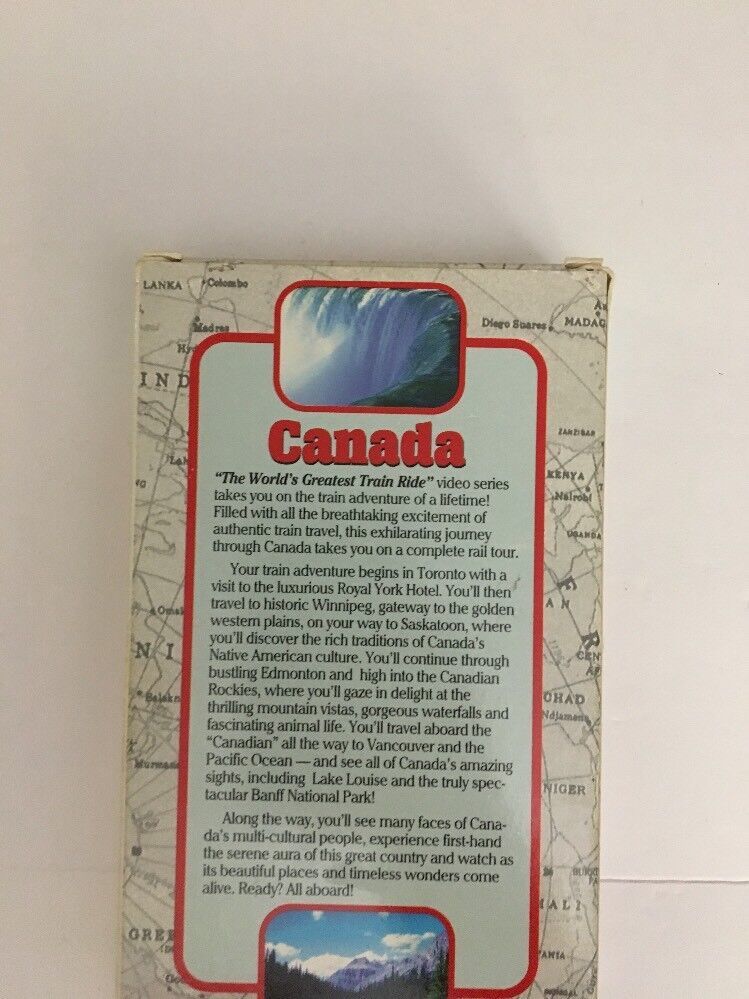 LANKA
Colombo
Madras
Diego Suares
IND
Canada
"The World's Greatest Train Ride" video series
takes you on the train adventure of a lifetime!
Filled with all the breathtaking excitement of
authentic train travel, this exhilarating journey
through Canada takes you on a complete rail tour.
Your train adventure begins in Toronto with a
visit to the luxurious Royal York Hotel. You'll then
travel to historic Winnipeg, gateway to the golden
western plains, on your way to Saskatoon, where
you'll discover the rich traditions of Canada's
Native American culture. You'll continue through
bustling Edmonton and high into the Canadian
Rockies, where you'll gaze in delight at the
thrilling mountain vistas, gorgeous waterfalls and
fascinating animal life. You'll travel aboard the
"Canadian" all the way to Vancouver and the
Pacific Ocean — and see all of Canada's amazing
sights, including Lake Louise and the truly spec-
tacular Banff National Park!
Along the way, you'll see many faces of Cana-
da's multi-cultural people, experience first-hand
the serene aura of this great country and watch as
its beautiful places and timeless wonders come
alive. Ready? All aboard!
MADAG
ZANZIBAR
KENYA
Nairobi
UGANDA
CHAD
Ndjamena
NIGER
MALI
GREE